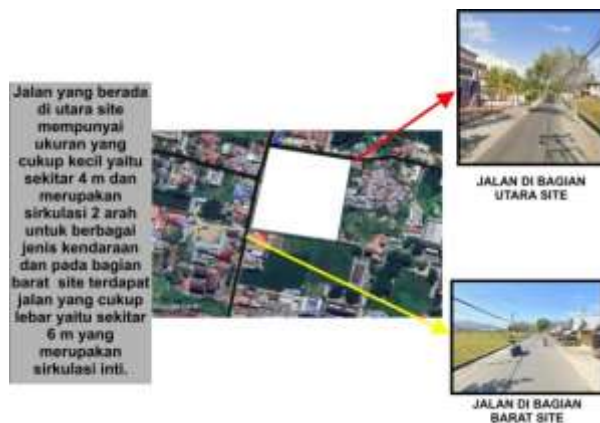 Jalan yang berada
di utara site
mempunyai
ukuran yang
cukup kecil yaitu
sekitar 4 m dan
merupakan
sirkulasi 2 arah
untuk berbagai
jenis kendaraan
dan pada bagian
barat site terdapat
jalan yang cukup
lebar yaitu sekitar
6 m yang
merupakan
sirkulasi inti.
JALAN DI BAGIAN
UTARA SITE
JALAN DI BAGIAN
BARAT SITE